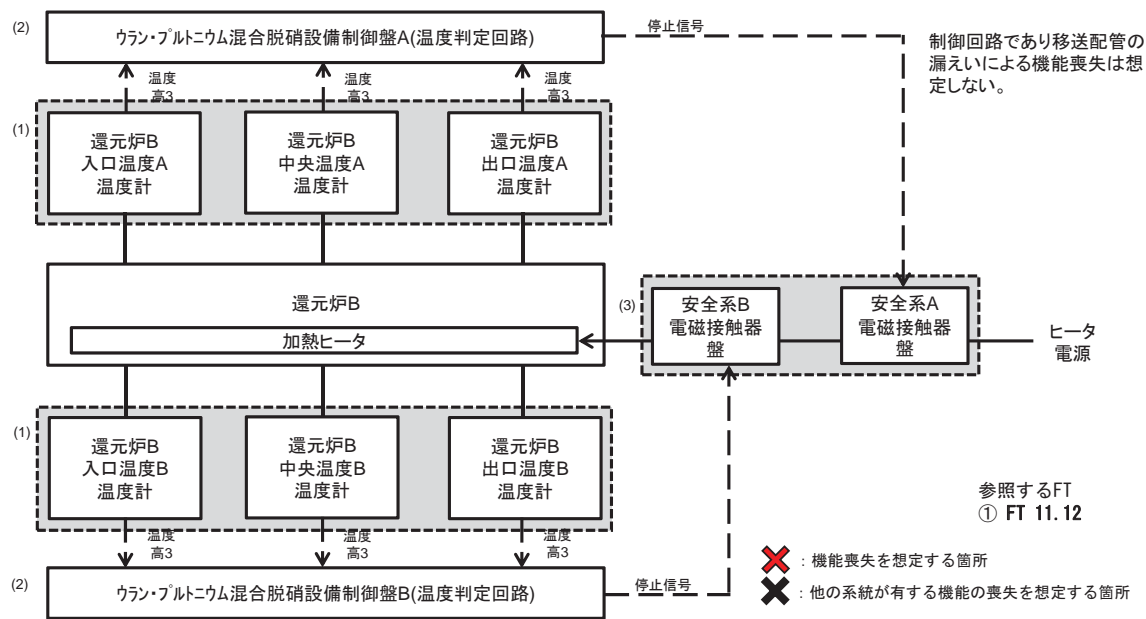 (2)
ウラン・プルトニウム混合脱硝設備制御盤A(温度判定回路)
停止信号
制御回路であり移送配管の
漏えいによる機能喪失は想
定しない。
温度
高3
温度
高3
温度
高3
(1)
還元炉B
入口温度A
温度計
還元炉B
中央温度A
温度計
還元炉B
出口温度A
温度計
還元炉B
加熱ヒータ
(3)
安全系B
電磁接触器
盤
安全系A
電磁接触器
盤
ヒータ
電源
(1)
還元炉B
入口温度B
温度計
還元炉B
中央温度B
温度計
還元炉B
出口温度B
温度計
温度
高3
温度
高3
温度
高3
(2)
ウラン・プルトニウム混合脱硝設備制御盤B(温度判定回路)
停止信号
参照するFT
① FT 11.12
：機能喪失を想定する箇所
：他の系統が有する機能の喪失を想定する箇所